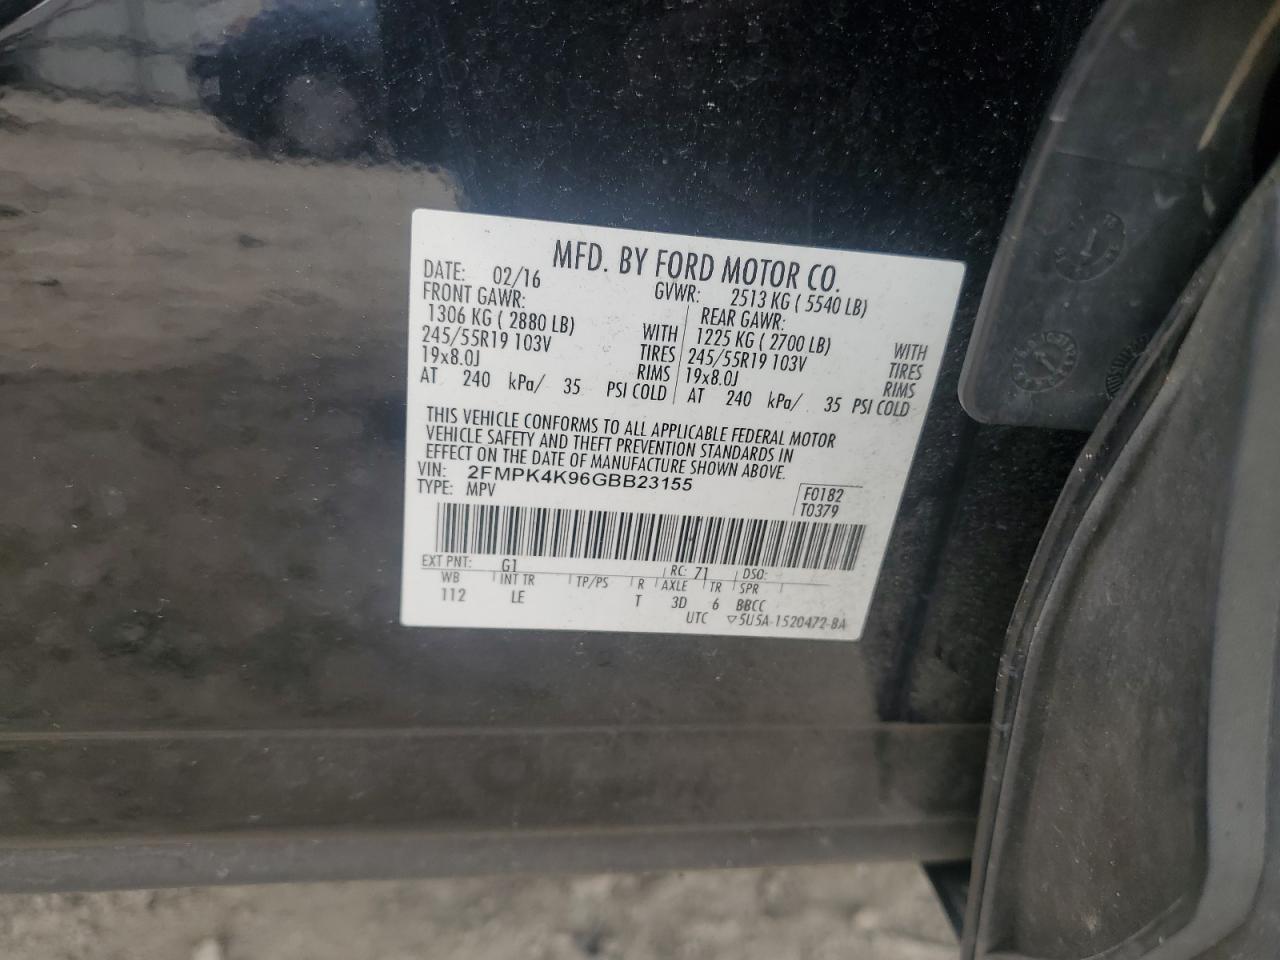 MFD. BY FORD MOTOR CO.
DATE: 02/16 GVWR: 2513 KG ( 5540 LB)
FRONT GAWR: REAR GAWR:
1306 KG ( 2880 LB) WITH 1225 KG ( 2700 LB) WITH
245/55R19 103V TIRES 245/55R19 103V TIRES
19x8.0J RIMS 19x8.0J RIMS
AT 240 kPa/ 35 PSI COLD AT 240 kPa/ 35 PSI COLD
THIS VEHICLE CONFORMS TO ALL APPLICABLE FEDERAL MOTOR
VEHICLE SAFETY AND THEFT PREVENTION STANDARDS IN
EFFECT ON THE DATE OF MANUFACTURE SHOWN ABOVE.
VIN: 2FMPK4K96GBB23155
TYPE: MPV F0182
T0379
EXT PNT: G1 RC: 71 DSO:
WB INT TR TP/PS R AXLE TR SPR
112 LE T 3D 6 BBCC
UTC ▽5U5A-1520472-BA